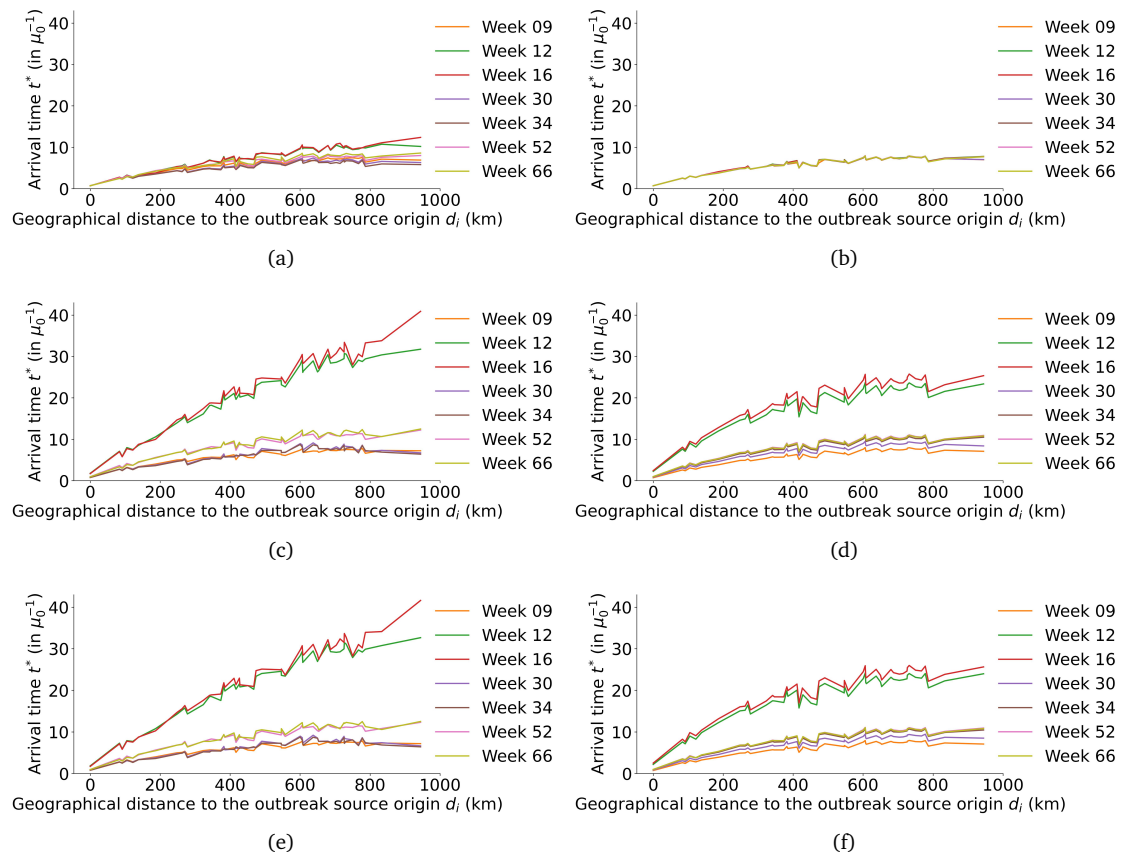 Arrival time t* (in μ₀⁻¹)
40
30
20
10
0
Week 09
Week 12
Week 16
Week 30
Week 34
Week 52
Week 66
0 200 400 600 800 1000
Geographical distance to the outbreak source origin dᵢ (km)
(a)
Arrival time t* (in μ₀⁻¹)
40
30
20
10
0
Week 09
Week 12
Week 16
Week 30
Week 34
Week 52
Week 66
0 200 400 600 800 1000
Geographical distance to the outbreak source origin dᵢ (km)
(b)
Arrival time t* (in μ₀⁻¹)
40
30
20
10
0
Week 09
Week 12
Week 16
Week 30
Week 34
Week 52
Week 66
0 200 400 600 800 1000
Geographical distance to the outbreak source origin dᵢ (km)
(c)
Arrival time t* (in μ₀⁻¹)
40
30
20
10
0
Week 09
Week 12
Week 16
Week 30
Week 34
Week 52
Week 66
0 200 400 600 800 1000
Geographical distance to the outbreak source origin dᵢ (km)
(d)
Arrival time t* (in μ₀⁻¹)
40
30
20
10
0
Week 09
Week 12
Week 16
Week 30
Week 34
Week 52
Week 66
0 200 400 600 800 1000
Geographical distance to the outbreak source origin dᵢ (km)
(e)
Arrival time t* (in μ₀⁻¹)
40
30
20
10
0
Week 09
Week 12
Week 16
Week 30
Week 34
Week 52
Week 66
0 200 400 600 800 1000
Geographical distance to the outbreak source origin dᵢ (km)
(f)